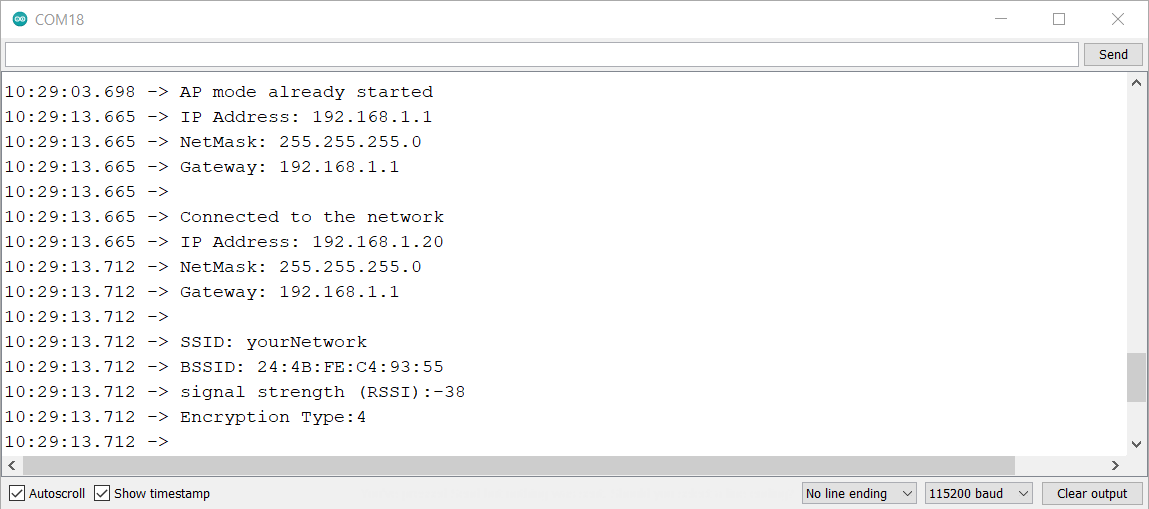 COM18
Send
10:29:03.698 -> AP mode already started
10:29:13.665 -> IP Address: 192.168.1.1
10:29:13.665 -> NetMask: 255.255.255.0
10:29:13.665 -> Gateway: 192.168.1.1
10:29:13.665 ->
10:29:13.665 -> Connected to the network
10:29:13.665 -> IP Address: 192.168.1.20
10:29:13.712 -> NetMask: 255.255.255.0
10:29:13.712 -> Gateway: 192.168.1.1
10:29:13.712 ->
10:29:13.712 -> SSID: yourNetwork
10:29:13.712 -> BSSID: 24:4B:FE:C4:93:55
10:29:13.712 -> signal strength (RSSI):-38
10:29:13.712 -> Encryption Type:4
10:29:13.712 ->
Autoscroll Show timestamp No line ending 115200 baud Clear output